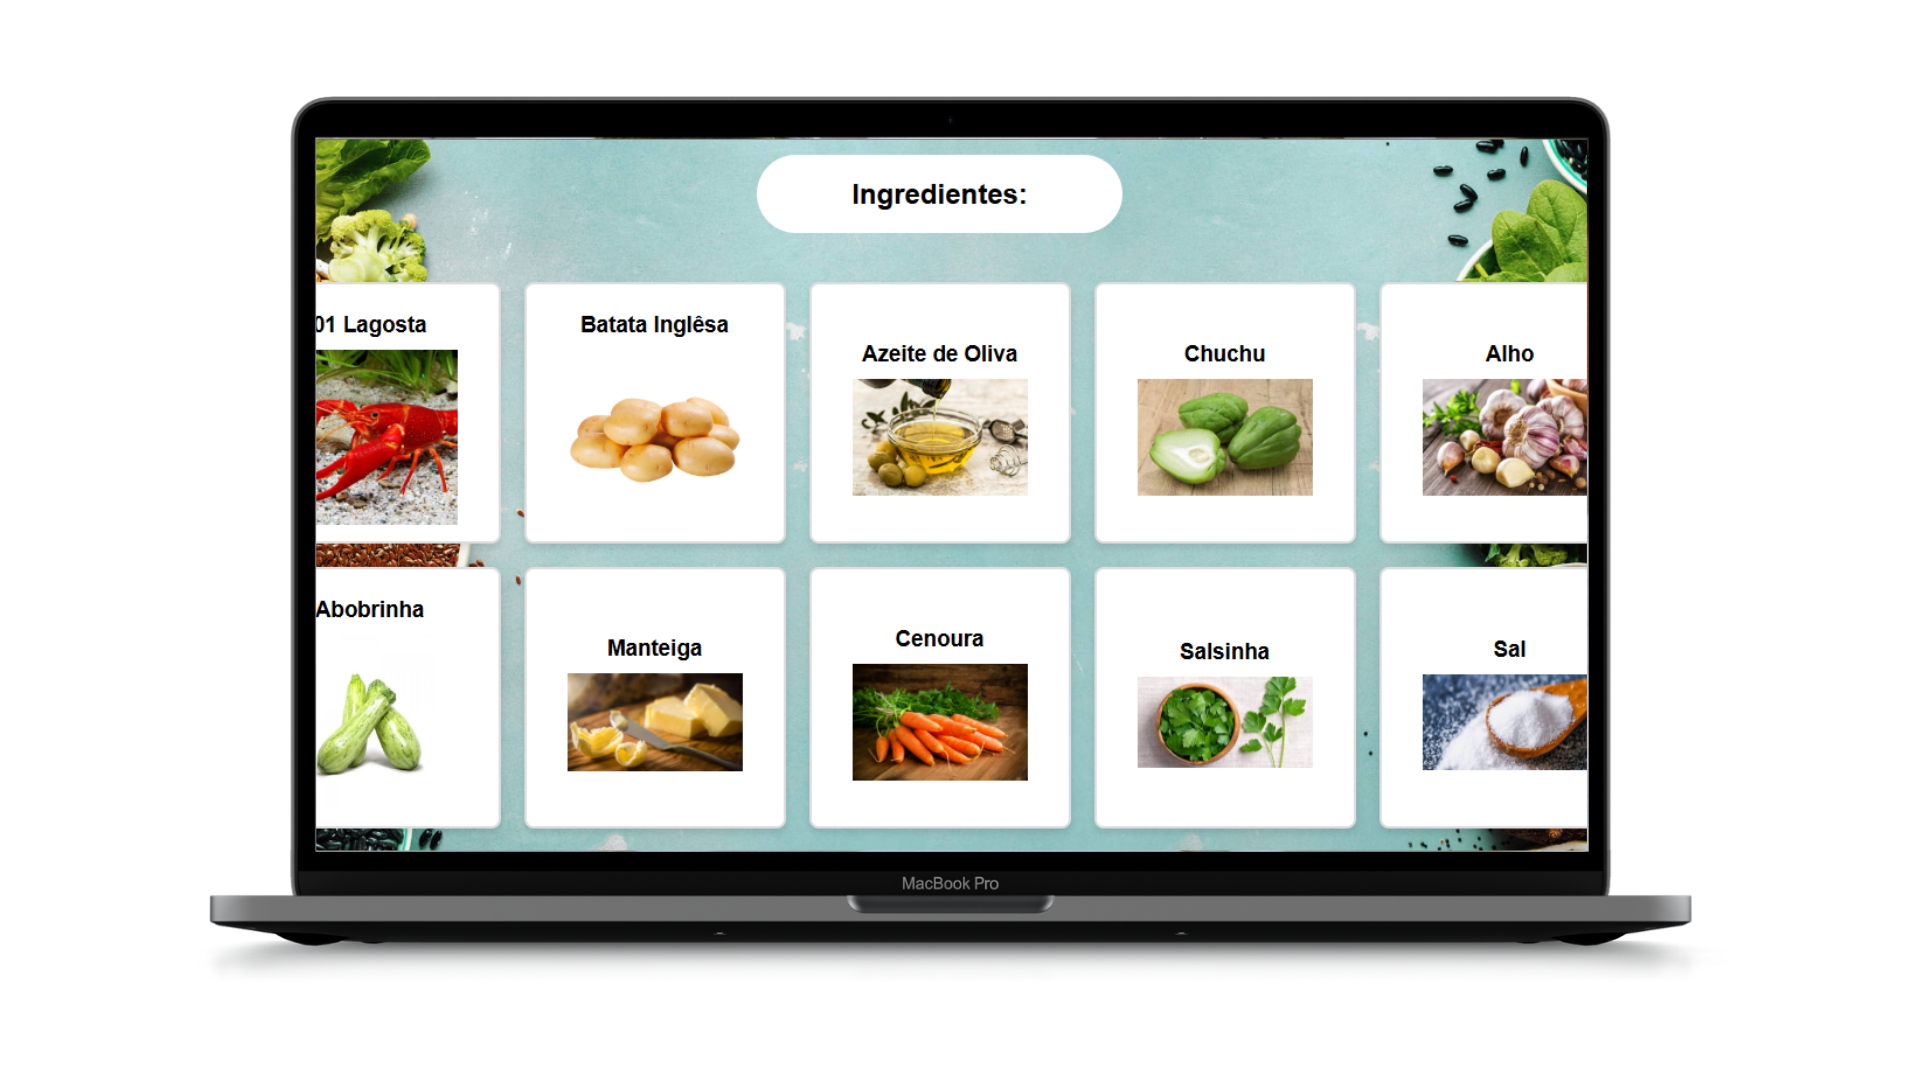 Ingredientes:
01 Lagosta
Batata Inglêsa
Azeite de Oliva
Chuchu
Alho
Abobrinha
Manteiga
Cenoura
Salsinha
Sal
MacBook Pro